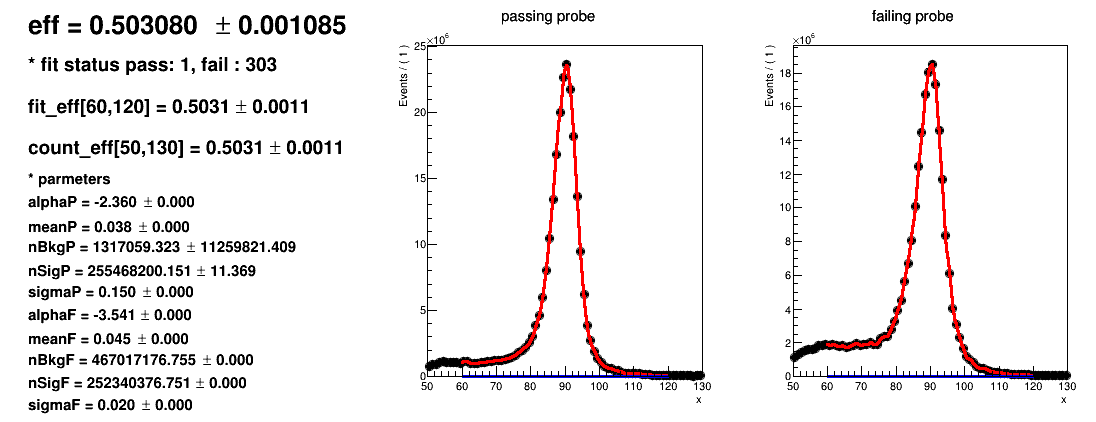 eff = 0.503080 ± 0.001085
* fit status pass: 1, fail : 303
fit_eff[60,120] = 0.5031 ± 0.0011
count_eff[50,130] = 0.5031 ± 0.0011
* parmeters
alphaP = -2.360 ± 0.000
meanP = 0.038 ± 0.000
nBkgP = 1317059.323 ± 11259821.409
nSigP = 255468200.151 ± 11.369
sigmaP = 0.150 ± 0.000
alphaF = -3.541 ± 0.000
meanF = 0.045 ± 0.000
nBkgF = 467017176.755 ± 0.000
nSigF = 252340376.751 ± 0.000
sigmaF = 0.020 ± 0.000
passing probe
×10⁶
Events / ( 1 )
25
20
15
10
5
0
50 60 70 80 90 100 110 120 130
x
failing probe
×10⁶
Events / ( 1 )
18
16
14
12
10
8
6
4
2
0
50 60 70 80 90 100 110 120 130
x